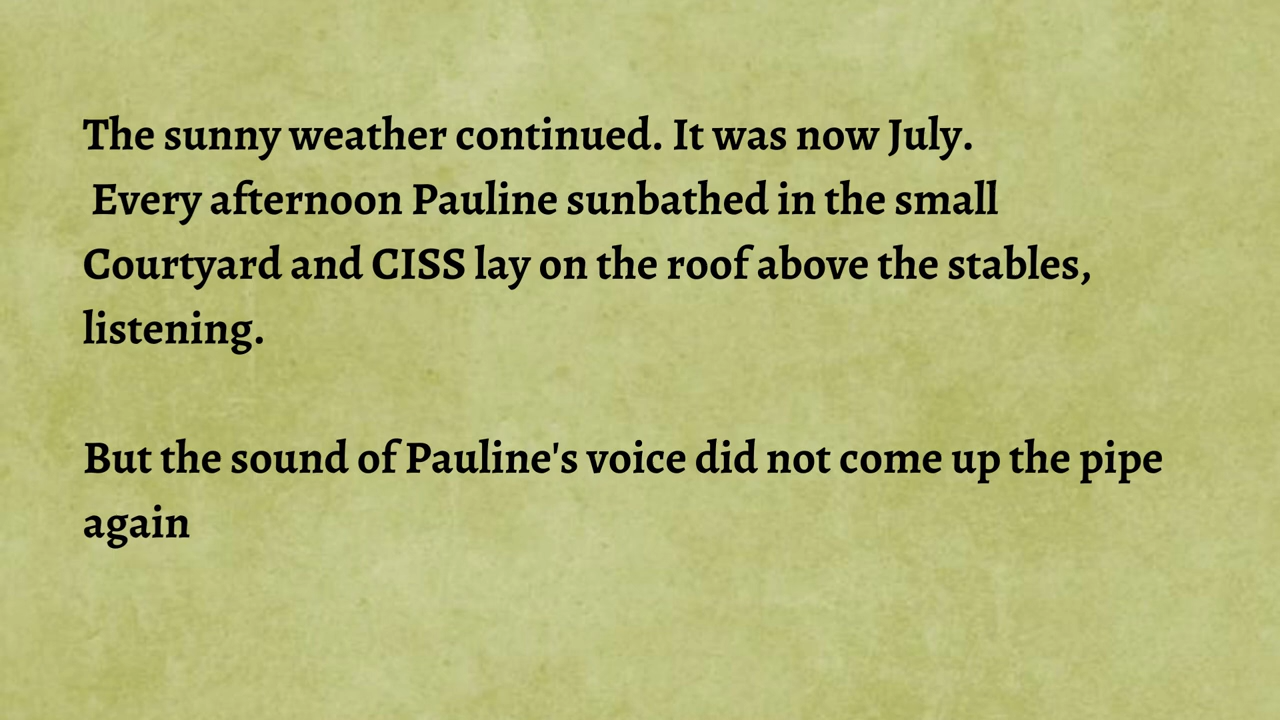 The sunny weather continued. It was now July.
Every afternoon Pauline sunbathed in the small
Courtyard and CISS lay on the roof above the stables,
listening.
But the sound of Pauline's voice did not come up the pipe
again